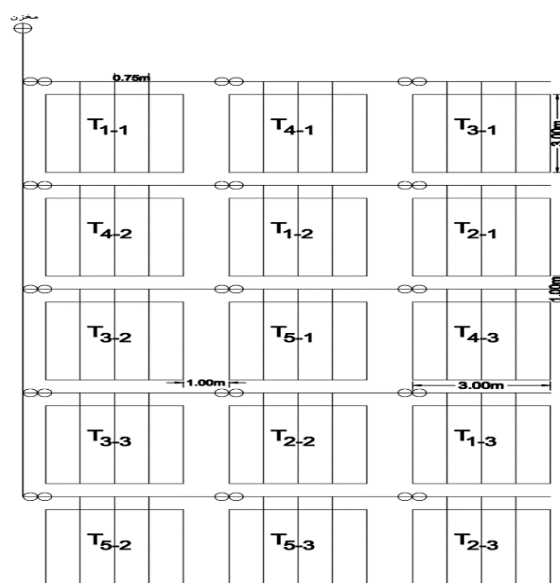 مخزن
0.75m
T1-1 T4-1 T3-1
3.00m
T4-2 T1-2 T2-1
1.00m
T3-2 T5-1 T4-3
1.00m 3.00m
T3-3 T2-2 T1-3
T5-2 T5-3 T2-3